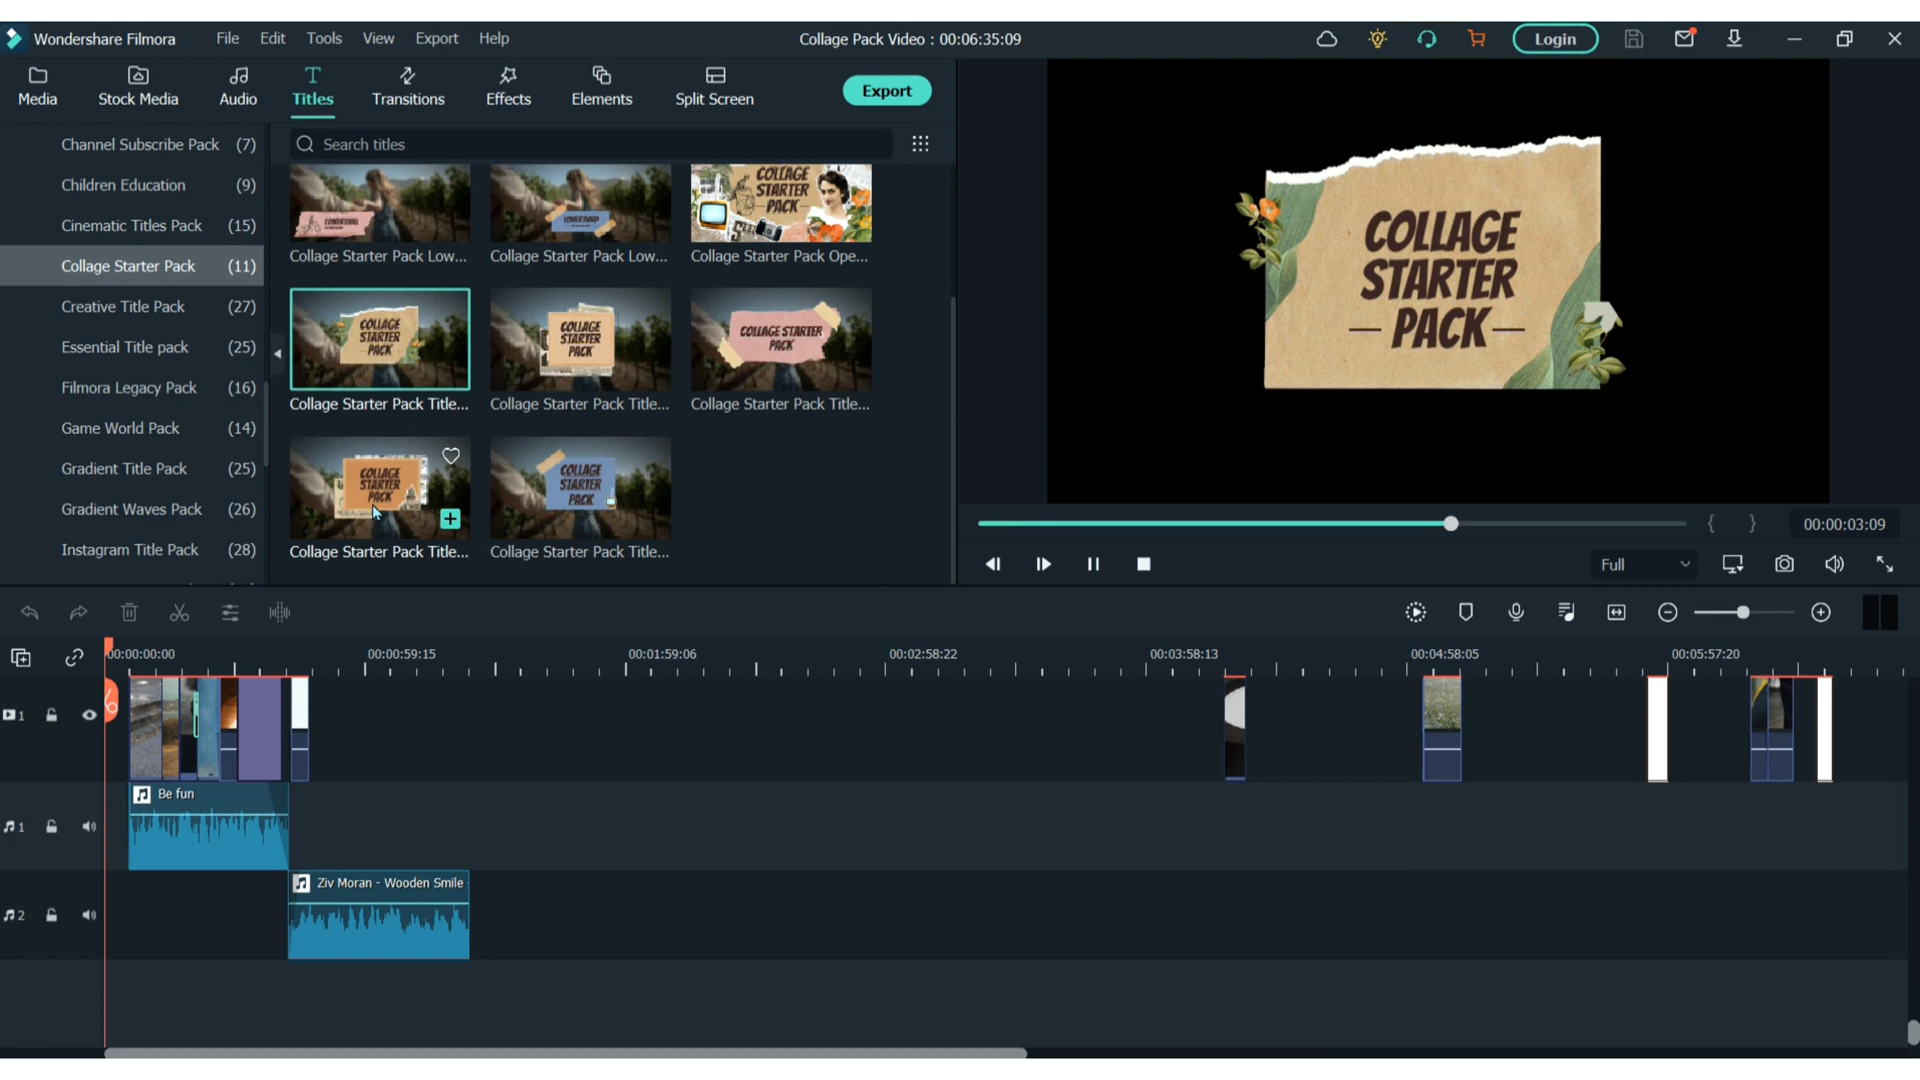 Wondershare Filmora
File Edit Tools View Export Help
Collage Pack Video : 00:06:35:09
Login
Media
Stock Media
Audio
Titles
Transitions
Effects
Elements
Split Screen
Export
Channel Subscribe Pack (7)
Children Education (9)
Cinematic Titles Pack (15)
Collage Starter Pack (11)
Creative Title Pack (27)
Essential Title pack (25)
Filmora Legacy Pack (16)
Game World Pack (14)
Gradient Title Pack (25)
Gradient Waves Pack (26)
Instagram Title Pack (28)
Search titles
LOWERTHIRD
LOWERTHIRD
COLLAGE
STARTER
PACK
Collage Starter Pack Low...
Collage Starter Pack Low...
Collage Starter Pack Ope...
COLLAGE
STARTER
PACK
COLLAGE
STARTER
PACK
COLLAGE STARTER
PACK
Collage Starter Pack Title...
Collage Starter Pack Title...
Collage Starter Pack Title...
COLLAGE
STARTER
PACK
COLLAGE
STARTER
PACK
Collage Starter Pack Title...
Collage Starter Pack Title...
COLLAGE
STARTER
— PACK —
{ }
00:00:03:09
Full
00:00:00:00
00:00:59:15
00:01:59:06
00:02:58:22
00:03:58:13
00:04:58:05
00:05:57:20
1
Be fun
1
Ziv Moran - Wooden Smile
2